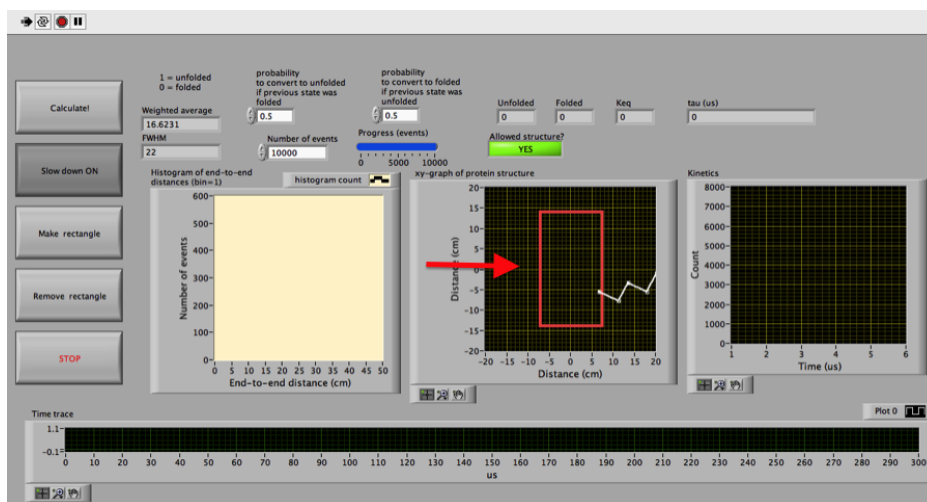 Calculate!
Slow down ON
Make rectangle
Remove rectangle
STOP
1 = unfolded
0 = folded
Weighted average
16.6231
FWHM
22
probability
to convert to unfolded
if previous state was
folded
0.5
Number of events
10000
probability
to convert to folded
if previous state was
unfolded
0.5
Progress (events)
0 5000 10000
Unfolded Folded Keq tau (us)
0 0 0 0
Allowed structure?
YES
Histogram of end-to-end
distances (bin=1)
histogram count
Number of events
600-
500-
400-
300-
200-
100-
0-
0 5 10 15 20 25 30 35 40 45 50
End-to-end distance (cm)
xy-graph of protein structure
Distance (cm)
20-
15-
10-
5-
0-
-5-
-10-
-15-
-20-
-20 -15 -10 -5 0 5 10 15 20
Distance (cm)
Kinetics
Count
8000-
7000-
6000-
5000-
4000-
3000-
2000-
1000-
0-
1 2 3 4 5 6
Time (us)
Time trace
Plot 0
1.1-
-0.1-
0 10 20 30 40 50 60 70 80 90 100 110 120 130 140 150 160 170 180 190 200 210 220 230 240 250 260 270 280 290 300
us